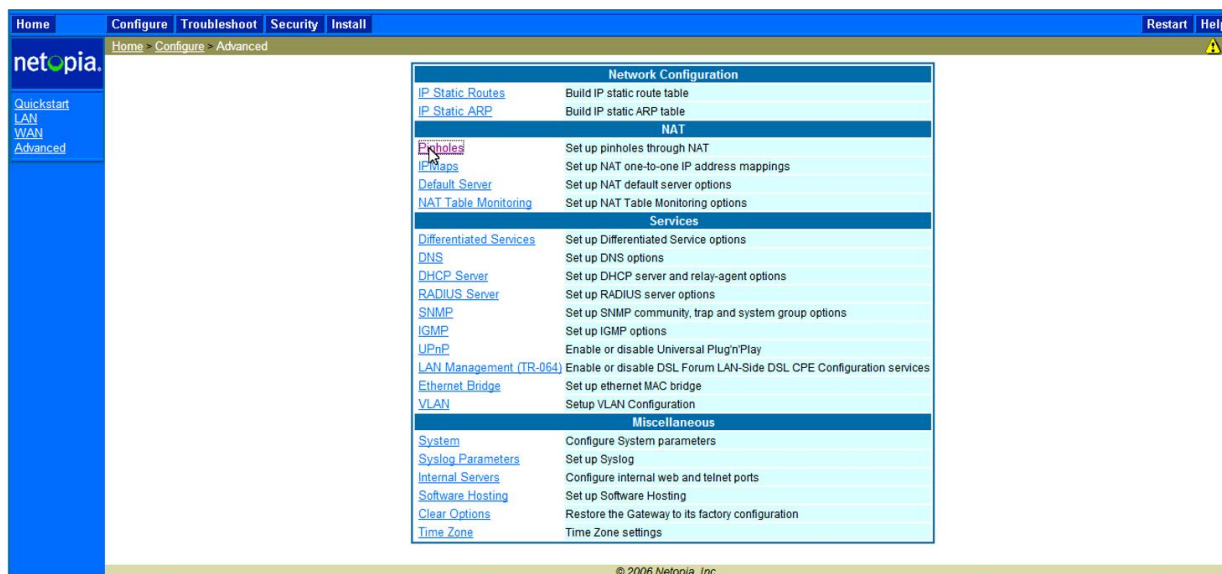 Home Configure Troubleshoot Security Install Restart Help
Home > Configure > Advanced
netopia.
Quickstart
LAN
WAN
Advanced
Network Configuration
IP Static Routes Build IP static route table
IP Static ARP Build IP static ARP table
NAT
Pinholes Set up pinholes through NAT
IPMaps Set up NAT one-to-one IP address mappings
Default Server Set up NAT default server options
NAT Table Monitoring Set up NAT Table Monitoring options
Services
Differentiated Services Set up Differentiated Service options
DNS Set up DNS options
DHCP Server Set up DHCP server and relay-agent options
RADIUS Server Set up RADIUS server options
SNMP Set up SNMP community, trap and system group options
IGMP Set up IGMP options
UPnP Enable or disable Universal Plug'n'Play
LAN Management (TR-064) Enable or disable DSL Forum LAN-Side DSL CPE Configuration services
Ethernet Bridge Set up ethernet MAC bridge
VLAN Setup VLAN Configuration
Miscellaneous
System Configure System parameters
Syslog Parameters Set up Syslog
Internal Servers Configure internal web and telnet ports
Software Hosting Set up Software Hosting
Clear Options Restore the Gateway to its factory configuration
Time Zone Time Zone settings
© 2006 Netopia, Inc.